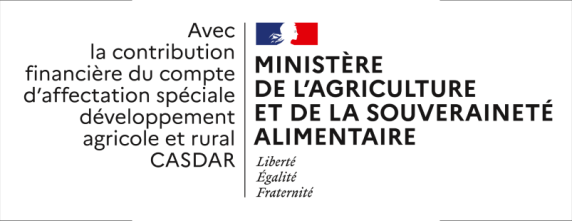 Avec
la contribution
financière du compte
d'affectation spéciale
développement
agricole et rural
CASDAR
MINISTÈRE
DE L'AGRICULTURE
ET DE LA SOUVERAINETÉ
ALIMENTAIRE
Liberté
Égalité
Fraternité